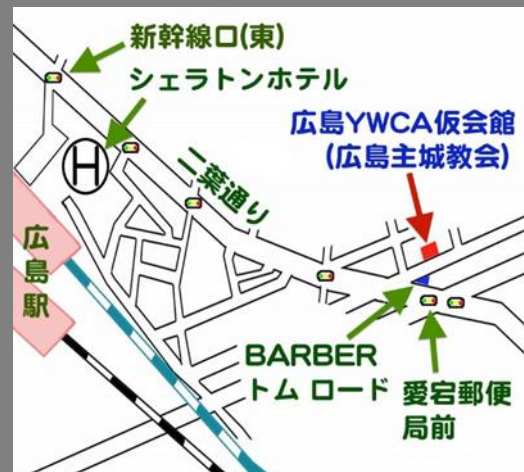 新幹線口(東)
シェラトンホテル
広島YWCA仮会館
(広島主城教会)
H
二葉通り
広島駅
BARBER
トム ロード
愛宕郵便
局前